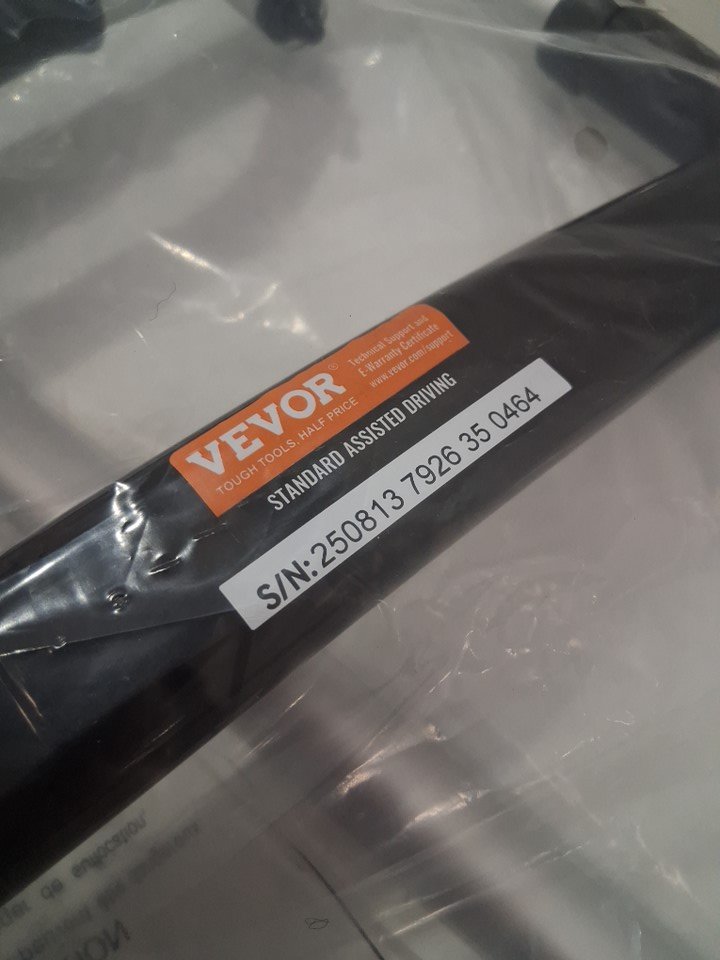 VEVOR®
TOUGH TOOLS, HALF PRICE
Technical Support and
E-Warranty Certificate
www.vevor.com/support
STANDARD ASSISTED DRIVING
S/N: 250813 7926 35 0464